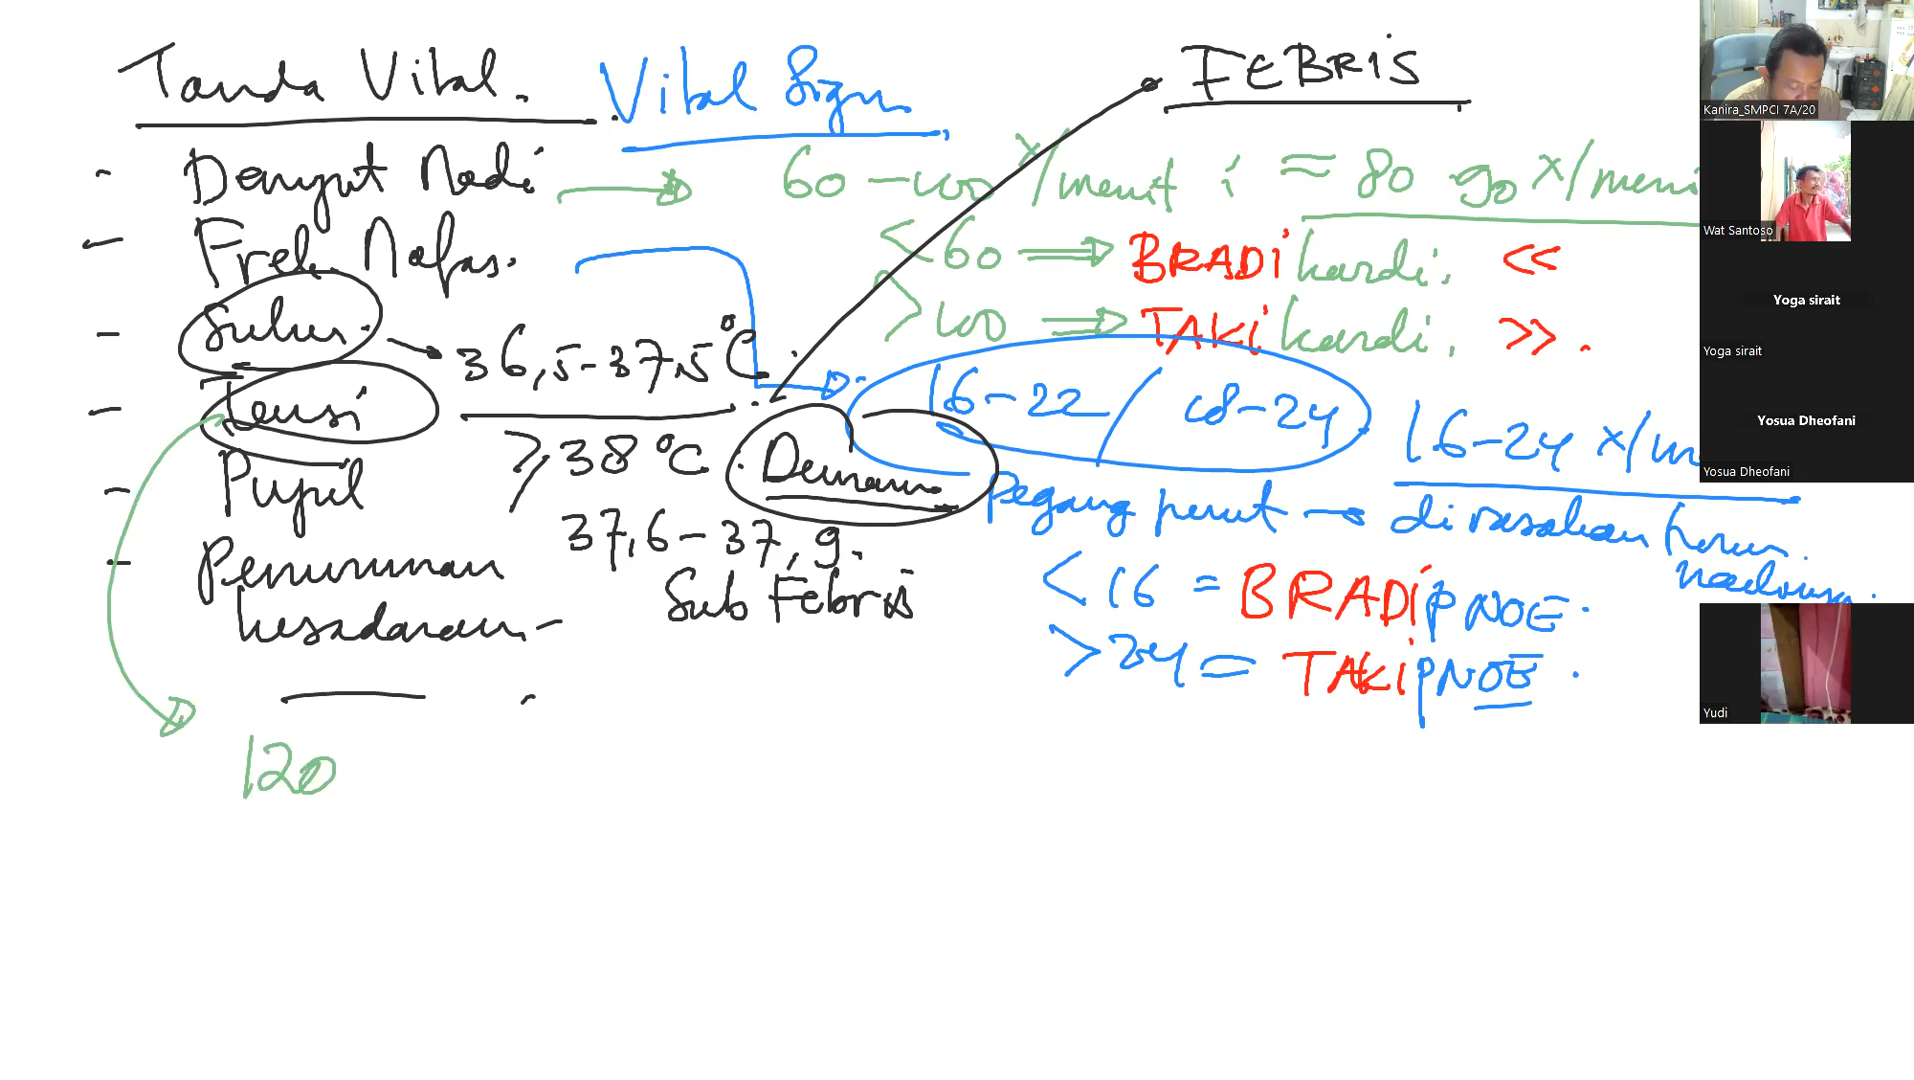 Tanda Vital. Vital Sign
FEBRIS
- Denyut Nadi → 60-100 x/menit ; ≈ 80 90 x/meni
<60 ⇒ BRADIkardi. <<
>100 ⇒ TAKIkardi. >>.
- Frek. Nafas.
16-22 / 18-24
16-24 x/m
Pegang perut → dirasakan
<16 = BRADIPNOE.
>24 = TAKIPNOE.
- Suhu. → 36,5-37.5°C.
≥38°C Demam
37,6-37,9.
Sub Febris
- Tensi
- Pupil
- Penurunan
kesadaran-
120
Kanira_SMPCI 7A/20
Wat Santoso
Yoga sirait
Yoga sirait
Yosua Dheofani
Yosua Dheofani
Yudi